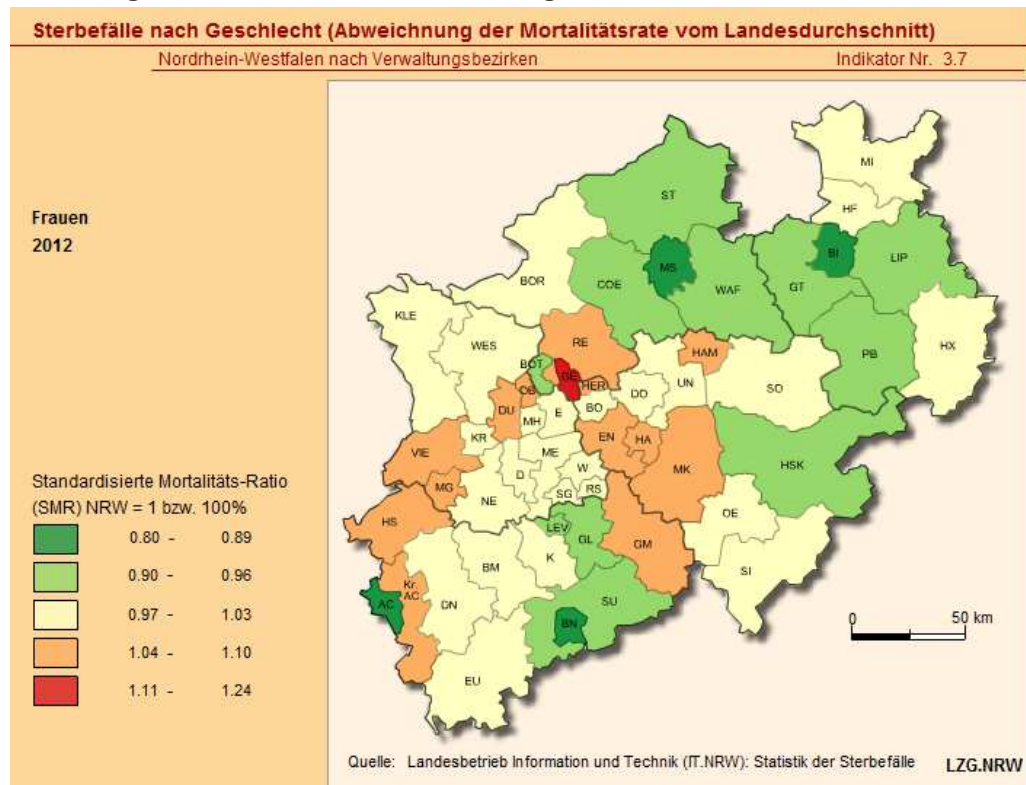 Sterbefälle nach Geschlecht (Abweichnung der Mortalitätsrate vom Landesdurchschnitt)
Nordrhein-Westfalen nach Verwaltungsbezirken Indikator Nr. 3.7
Frauen
2012
MI
HF
ST
BI
LIP
MS
GT
WAF
COE
BOR
KLE
WES
RE
PB
HX
BOT
GE
HAM
HER
UN
SO
OB
DO
BO
DU
E
MH
EN
HA
KR
ME
HSK
VIE
W
MK
D
MG
SG
RS
NE
HS
OE
LEV
GL
GM
K
BM
SI
Kr.
AC
AC
DN
SU
BN
EU
0 50 km
Standardisierte Mortalitäts-Ratio
(SMR) NRW = 1 bzw. 100%
0.80 - 0.89
0.90 - 0.96
0.97 - 1.03
1.04 - 1.10
1.11 - 1.24
Quelle: Landesbetrieb Information und Technik (IT.NRW): Statistik der Sterbefälle LZG.NRW